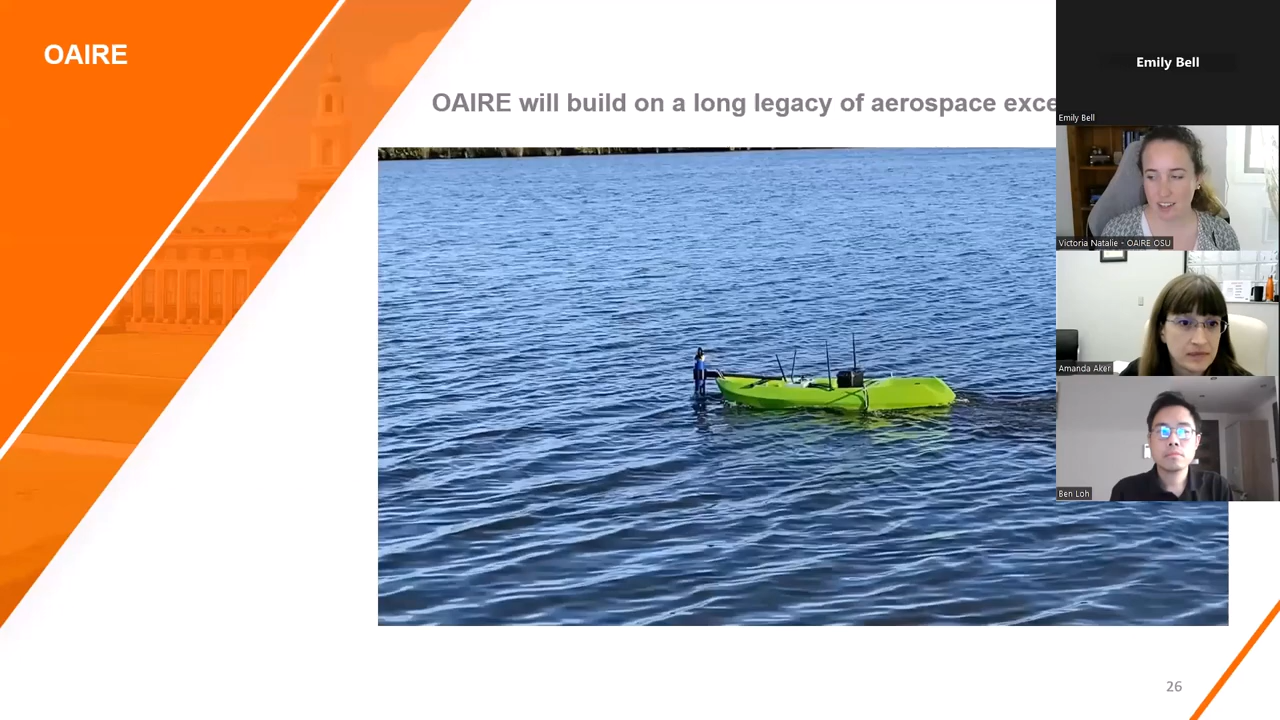 OAIRE
OAIRE will build on a long legacy of aerospace exce
Emily Bell
Emily Bell
Victoria Natalie - OAIRE OSU
Amanda Aker
Ben Loh
26